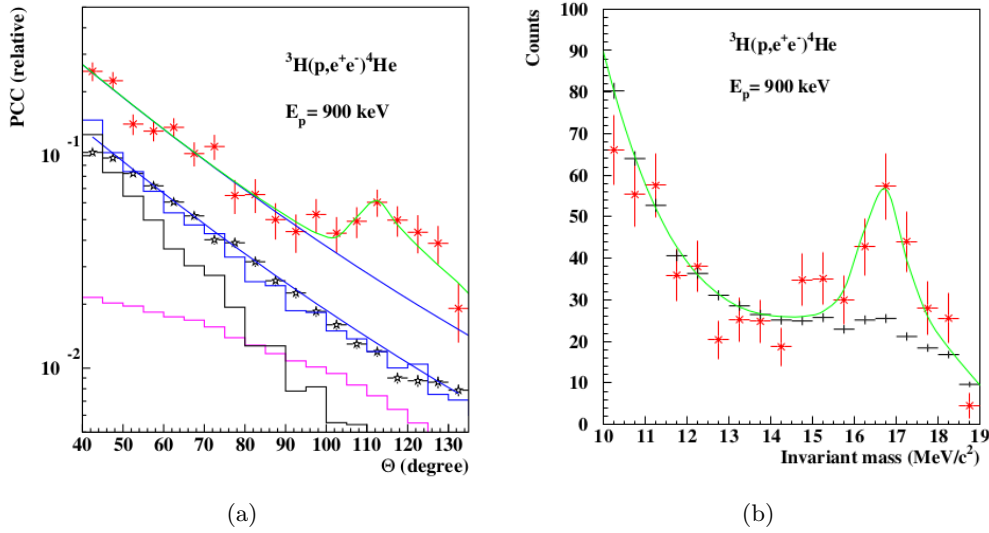 PCC (relative)
³H(p,e⁺e⁻)⁴He
Eₚ= 900 keV
10⁻¹
10⁻²
40 50 60 70 80 90 100 110 120 130
Θ (degree)
(a)
Counts
100
90
80
70
60
50
40
30
20
10
0
³H(p,e⁺e⁻)⁴He
Eₚ= 900 keV
10 11 12 13 14 15 16 17 18 19
Invariant mass (MeV/c²)
(b)